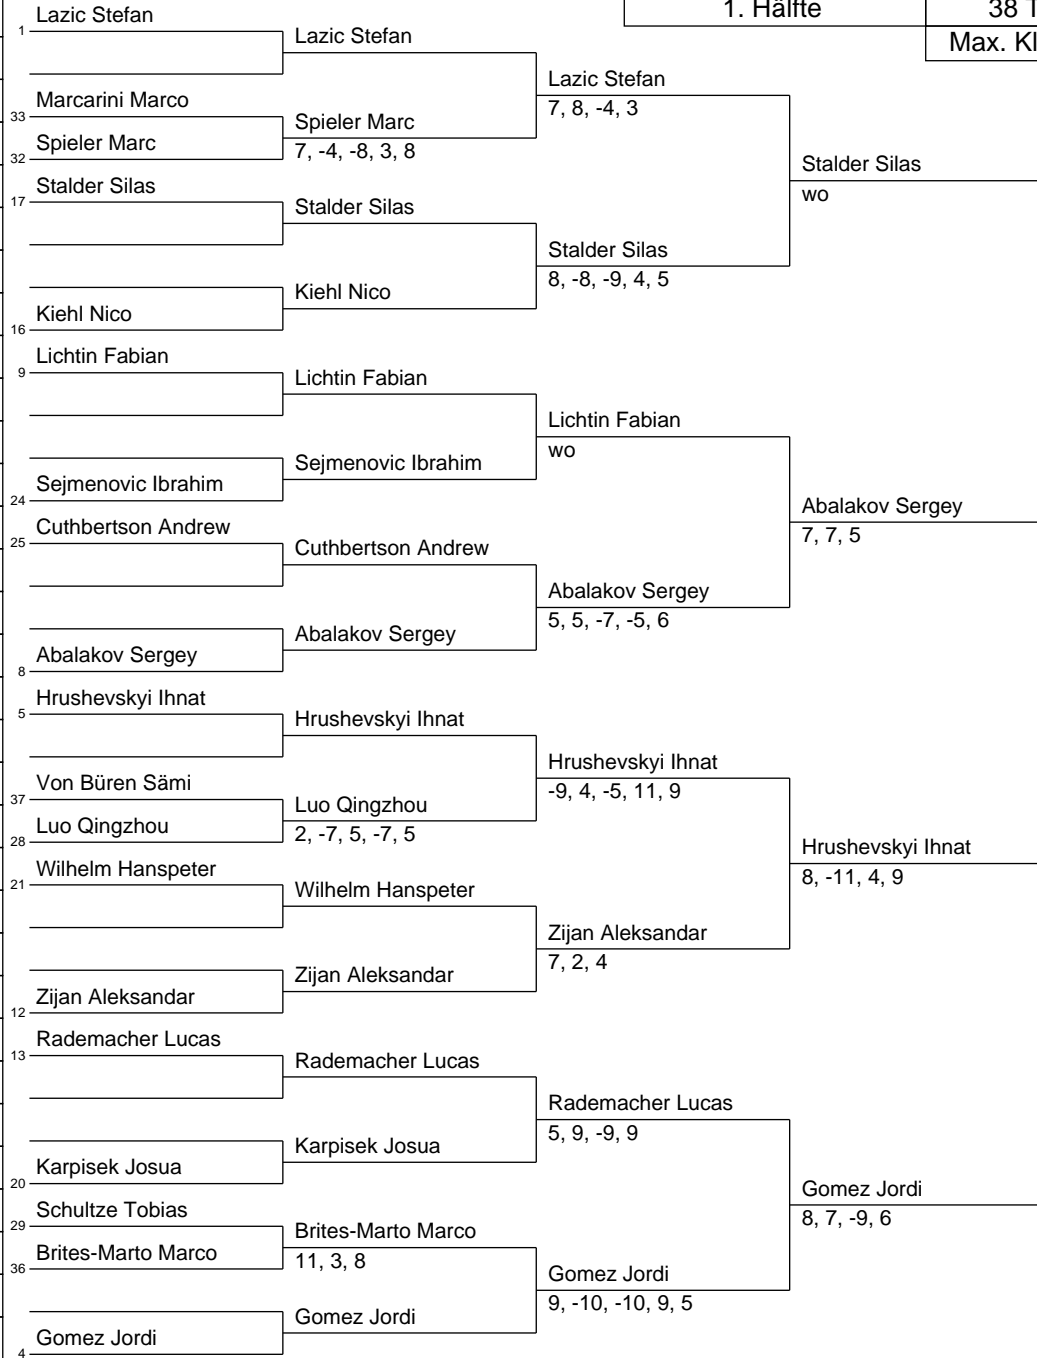 1. Hälfte
38 T
Max. Kl
Lazic Stefan
1
Marcarini Marco
33
Spieler Marc
32
Stalder Silas
17
Kiehl Nico
16
Lichtin Fabian
9
Sejmenovic Ibrahim
24
Cuthbertson Andrew
25
Abalakov Sergey
8
Hrushevskyi Ihnat
5
Von Büren Sämi
37
Luo Qingzhou
28
Wilhelm Hanspeter
21
Zijan Aleksandar
12
Rademacher Lucas
13
Karpisek Josua
20
Schultze Tobias
29
Brites-Marto Marco
36
Gomez Jordi
4
Lazic Stefan
Spieler Marc
7, -4, -8, 3, 8
Stalder Silas
Kiehl Nico
Lichtin Fabian
Sejmenovic Ibrahim
Cuthbertson Andrew
Abalakov Sergey
Hrushevskyi Ihnat
Luo Qingzhou
2, -7, 5, -7, 5
Wilhelm Hanspeter
Zijan Aleksandar
Rademacher Lucas
Karpisek Josua
Brites-Marto Marco
11, 3, 8
Gomez Jordi
Lazic Stefan
7, 8, -4, 3
Stalder Silas
8, -8, -9, 4, 5
Lichtin Fabian
wo
Abalakov Sergey
5, 5, -7, -5, 6
Hrushevskyi Ihnat
-9, 4, -5, 11, 9
Zijan Aleksandar
7, 2, 4
Rademacher Lucas
5, 9, -9, 9
Gomez Jordi
9, -10, -10, 9, 5
Stalder Silas
wo
Abalakov Sergey
7, 7, 5
Hrushevskyi Ihnat
8, -11, 4, 9
Gomez Jordi
8, 7, -9, 6